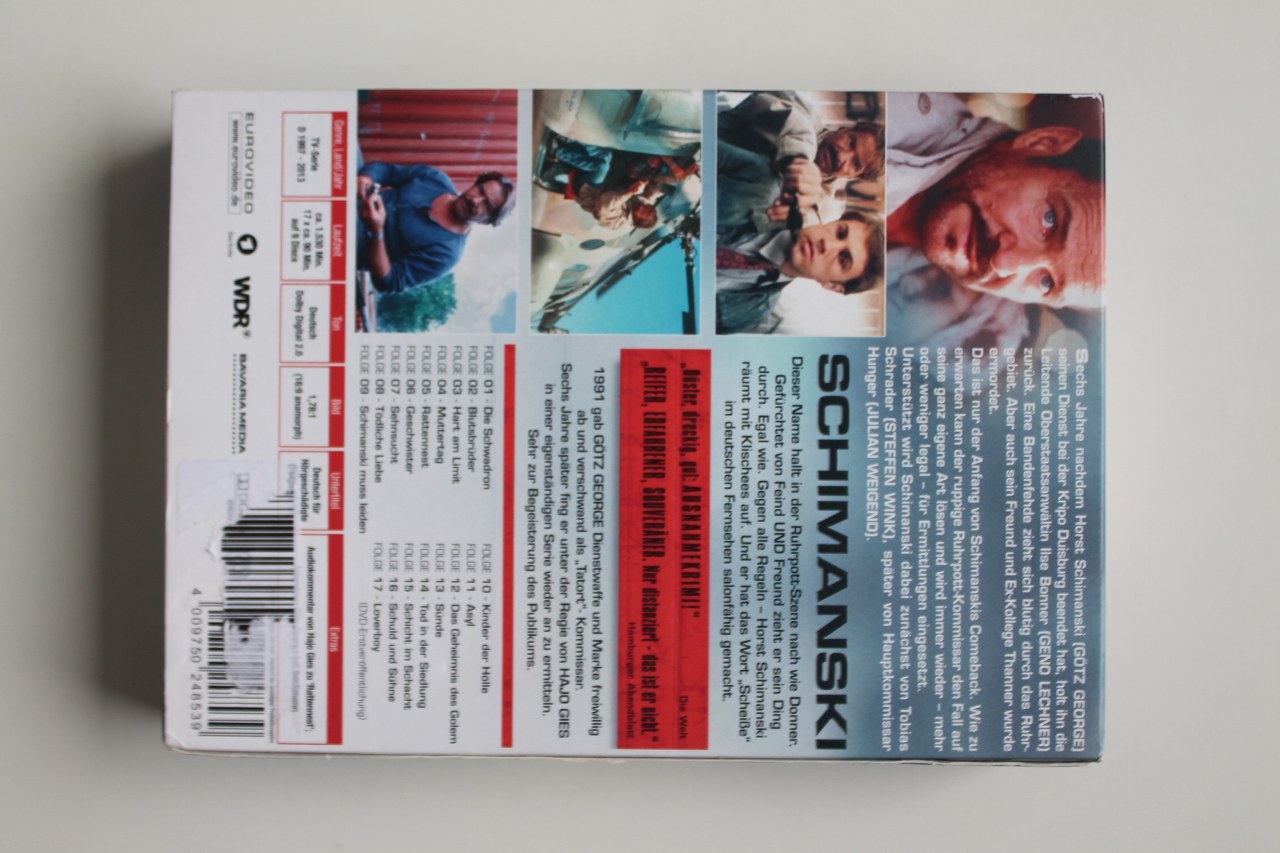 Sechs Jahre nachdem Horst Schimanski (GÖTZ GEORGE)
seinen Dienst bei der Kripo Duisburg beendet hat, holt ihn die
Leitende Oberstaatsanwältin Ilse Bonner (GENO LECHNER)
zurück. Eine Bandenfehde zieht sich blutig durch das Ruhr-
gebiet. Aber auch sein Freund und Ex-Kollege Thanner wurde
ermordet.
Das ist nur der Anfang von Schimanskis Comeback. Wie zu
erwarten kann der ruppige Ruhrpott-Kommissar den Fall auf
seine ganz eigene Art lösen und wird immer wieder – mehr
oder weniger legal – für Ermittlungen eingesetzt.
Unterstützt wird Schimanski dabei zunächst von Tobias
Schrader (STEFFEN WINK), später von Hauptkommissar
Hunger (JULIAN WEIGEND).
SCHIMANSKI
Dieser Name hallt in der Ruhrpott-Szene nach wie Donner.
Gefürchtet von Feind UND Freund zieht er sein Ding
durch. Egal wie. Gegen alle Regeln – Horst Schimanski
räumt mit Klischees auf. Und er hat das Wort „Scheiße"
im deutschen Fernsehen salonfähig gemacht.
„Düster, dreckig, gut: AUSNAHMEKRIMI!"
Die Welt
„REIFER, ERFAHRENER, SOUVERÄNER. Nur distanziert - das ist er nicht."
Hamburger Abendblatt
1991 gab GÖTZ GEORGE Dienstwaffe und Marke freiwillig
ab und verschwand als „Tatort"- Kommissar.
Sechs Jahre später fing er unter der Regie von HAJO GIES
in einer eigenständigen Serie wieder an zu ermitteln.
Sehr zur Begeisterung des Publikums.
FOLGE 01 - Die Schwadron
FOLGE 02 - Blutsbrüder
FOLGE 03 - Hart am Limit
FOLGE 04 - Muttertag
FOLGE 05 - Rattennest
FOLGE 06 - Geschwister
FOLGE 07 - Sehnsucht
FOLGE 08 - Tödliche Liebe
FOLGE 09 - Schimanski muss leiden
FOLGE 10 - Kinder der Hölle
FOLGE 11 - Asyl
FOLGE 12 - Das Geheimnis des Golem
FOLGE 13 - Sünde
FOLGE 14 - Tod in der Siedlung
FOLGE 15 - Schicht im Schacht
FOLGE 16 - Schuld und Sühne
FOLGE 17 - Loverboy
(DVD-Erstveröffentlichung)
Genre, Land/Jahr
TV-Serie
D 1997 - 2013
Laufzeit
ca. 1.530 Min.
17 x ca. 90 Min.
auf 9 Discs
Ton
Deutsch
Dolby Digital 2.0
Bild
1,78:1
(16:9 anamorph)
Untertitel
Deutsch für
Hörgeschädigte
Extras
Audiokommentar von Hajo Gies zu 'Rattennest';
EUROVIDEO
www.eurovideo.de
WDR
BAVARIA MEDIA
4 009750 248539